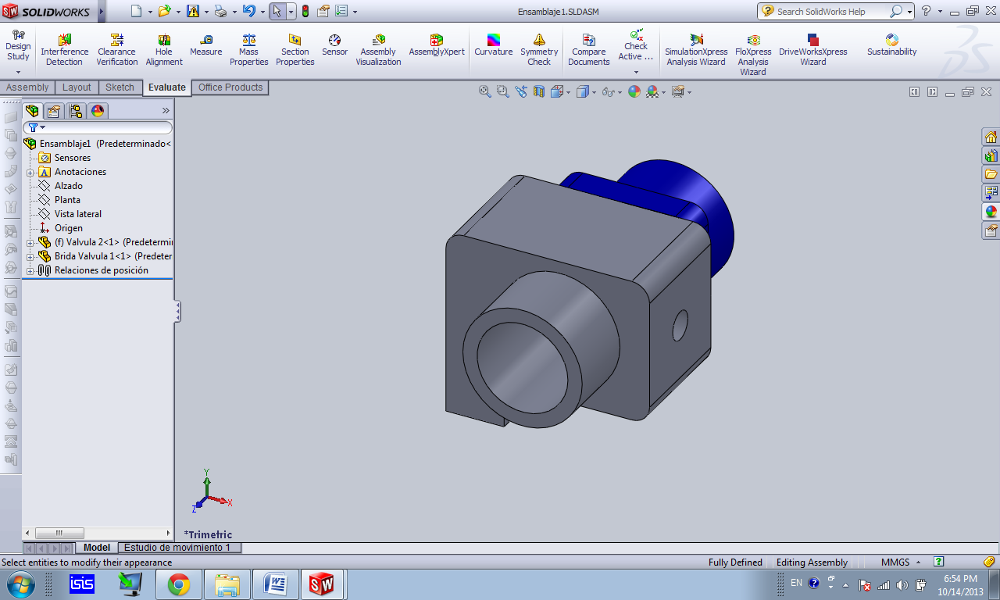 SOLIDWORKS
Ensamblaje1.SLDASM
Search SolidWorks Help
Design Study
Interference Detection
Clearance Verification
Hole Alignment
Measure
Mass Properties
Section Properties
Sensor
Assembly Visualization
AssemblyXpert
Curvature
Symmetry Check
Compare Documents
Check Active ...
SimulationXpress Analysis Wizard
FloXpress Analysis Wizard
DriveWorksXpress Wizard
Sustainability
Assembly
Layout
Sketch
Evaluate
Office Products
Ensamblaje1 (Predeterminado<
Sensores
Anotaciones
Alzado
Planta
Vista lateral
Origen
(f) Valvula 2<1> (Predetermi
Brida Valvula 1<1> (Predeter
Relaciones de posición
Y
X
Z
*Trimetric
Model
Estudio de movimiento 1
Select entities to modify their appearance
Fully Defined
Editing Assembly
MMGS
isis
EN
6:54 PM
10/14/2013